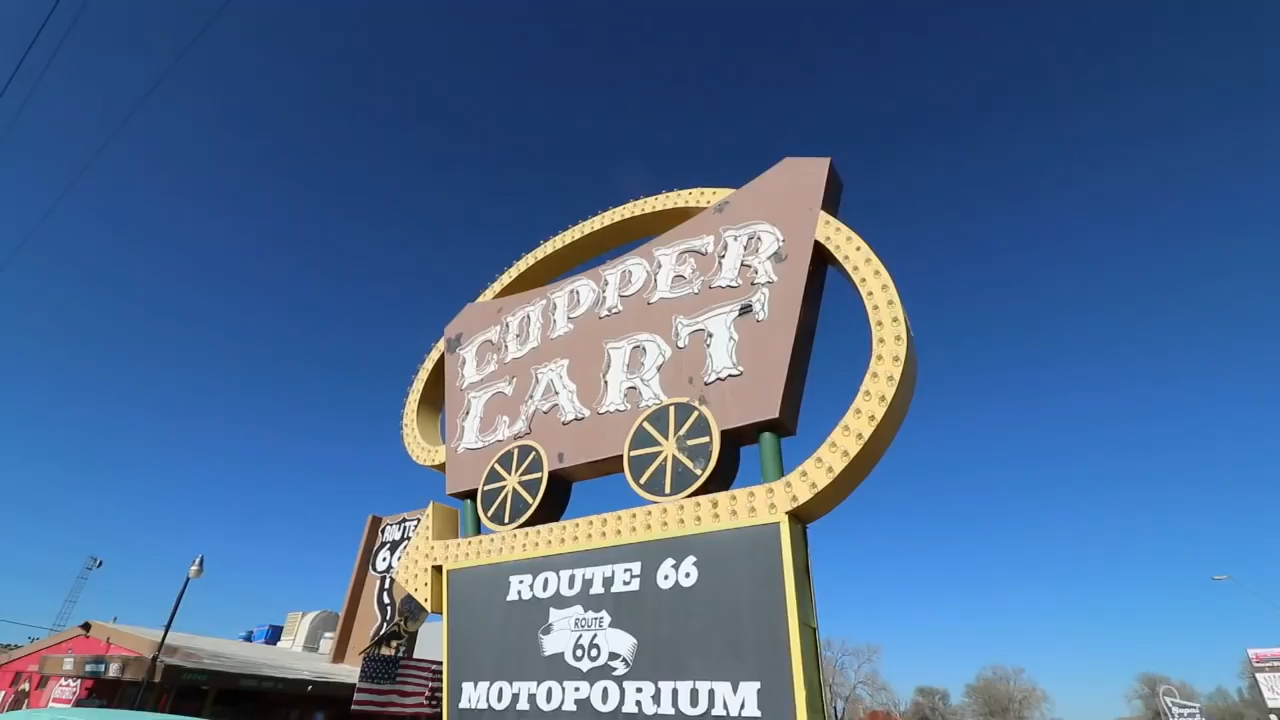 COPPER
CART
ROUTE 66
ROUTE
66
MOTOPORIUM
ROUTE
66